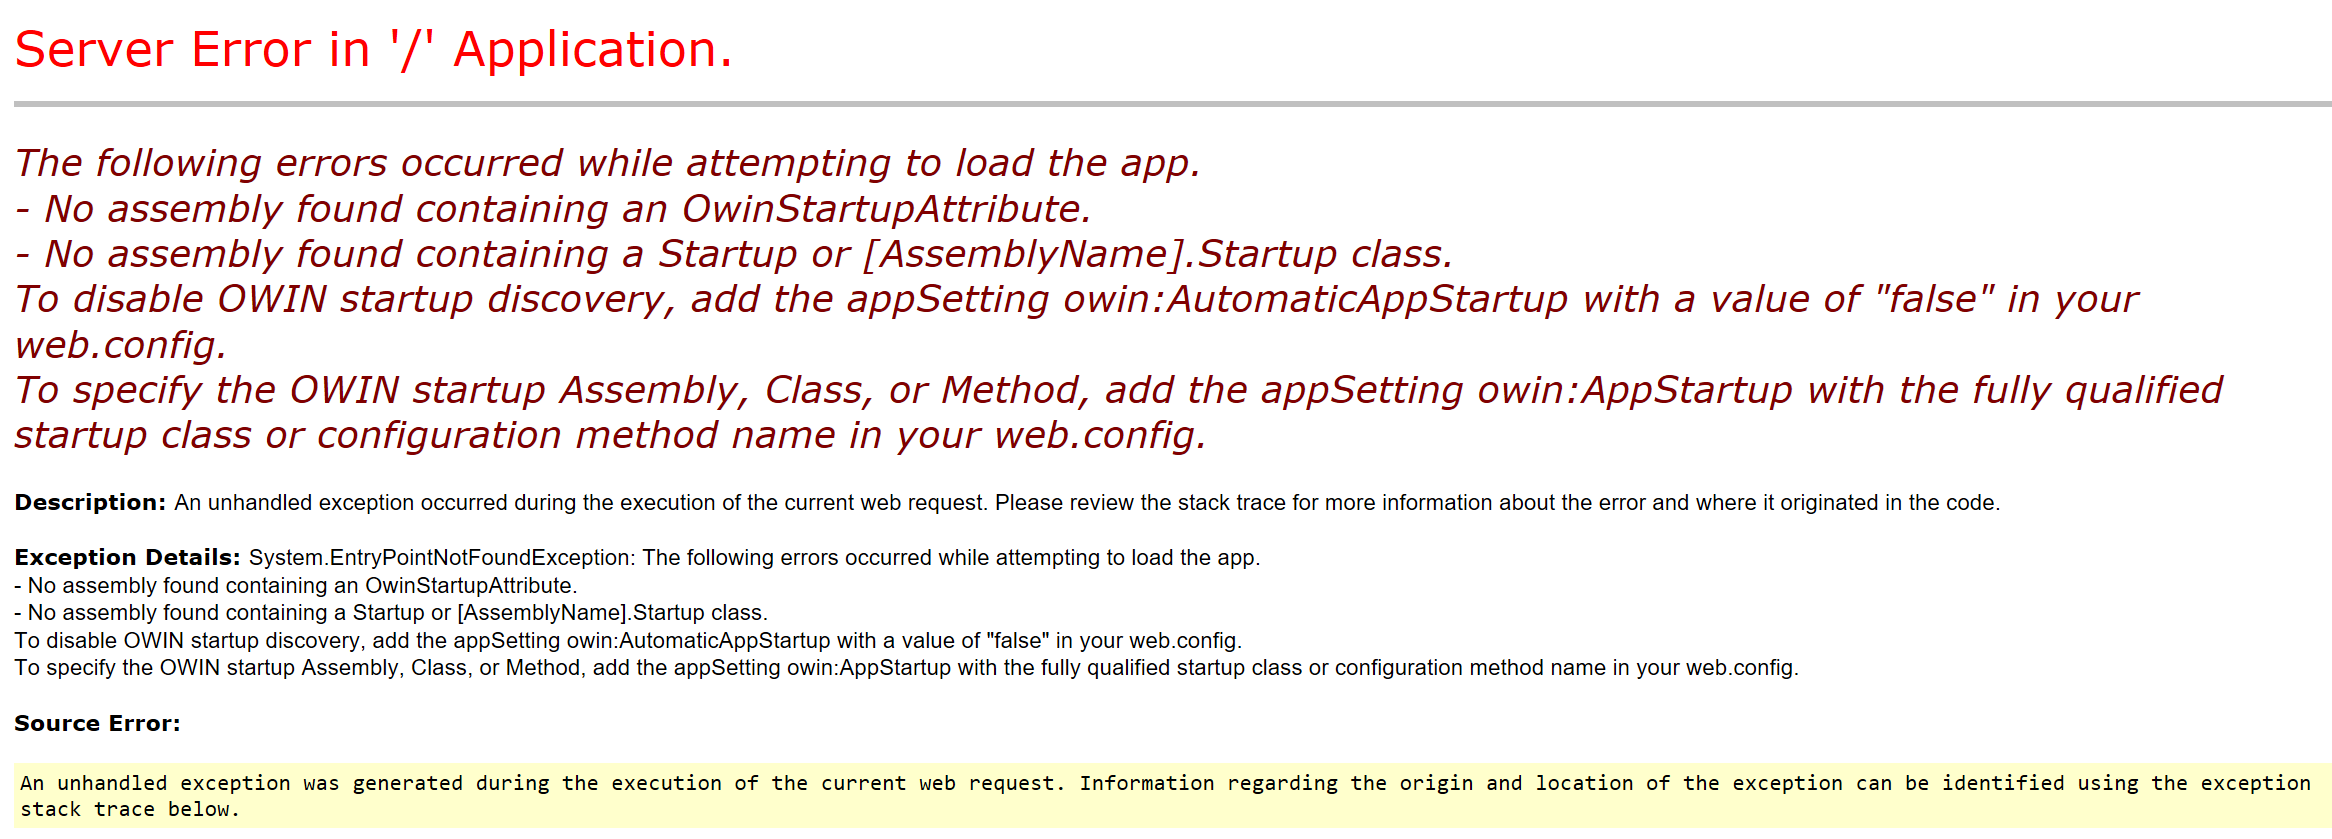 Server Error in '/' Application.
The following errors occurred while attempting to load the app.
- No assembly found containing an OwinStartupAttribute.
- No assembly found containing a Startup or [AssemblyName].Startup class.
To disable OWIN startup discovery, add the appSetting owin:AutomaticAppStartup with a value of "false" in your
web.config.
To specify the OWIN startup Assembly, Class, or Method, add the appSetting owin:AppStartup with the fully qualified
startup class or configuration method name in your web.config.
Description: An unhandled exception occurred during the execution of the current web request. Please review the stack trace for more information about the error and where it originated in the code.
Exception Details: System.EntryPointNotFoundException: The following errors occurred while attempting to load the app.
- No assembly found containing an OwinStartupAttribute.
- No assembly found containing a Startup or [AssemblyName].Startup class.
To disable OWIN startup discovery, add the appSetting owin:AutomaticAppStartup with a value of "false" in your web.config.
To specify the OWIN startup Assembly, Class, or Method, add the appSetting owin:AppStartup with the fully qualified startup class or configuration method name in your web.config.
Source Error:
An unhandled exception was generated during the execution of the current web request. Information regarding the origin and location of the exception can be identified using the exception
stack trace below.